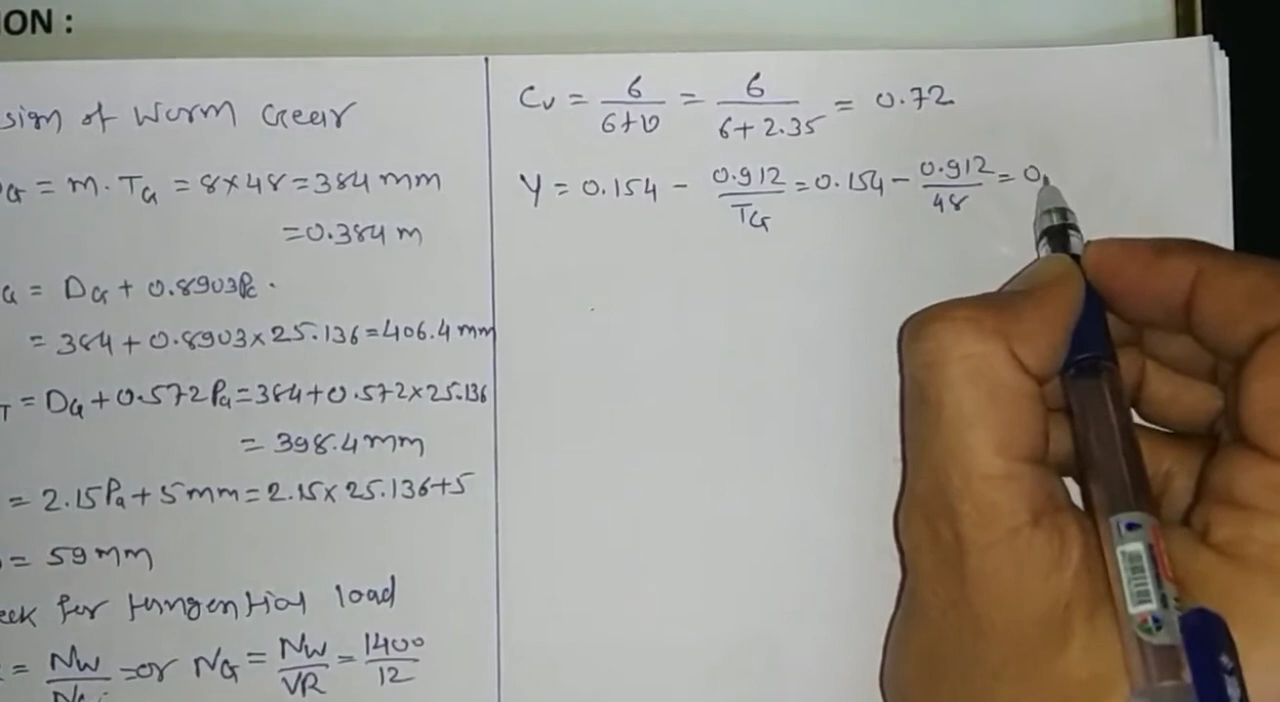 ION :
sign of Worm Gear
G = m. TG = 8×48 = 384 mm
= 0.384 m
G = DG + 0.8903Pc.
= 384 + 0.8903×25.136 = 406.4 mm
T = DG + 0.572 Pa = 384 + 0.572×25.136
= 398.4 mm
= 2.15Pa + 5 mm = 2.15×25.136+5
= 59 mm
eck for tungential load
= NW/N or NG = NW/VR = 1400/12
Cv = 6/6+v = 6/6+2.35 = 0.72
Y = 0.154 - 0.912/TG = 0.154 - 0.912/48 = 0.